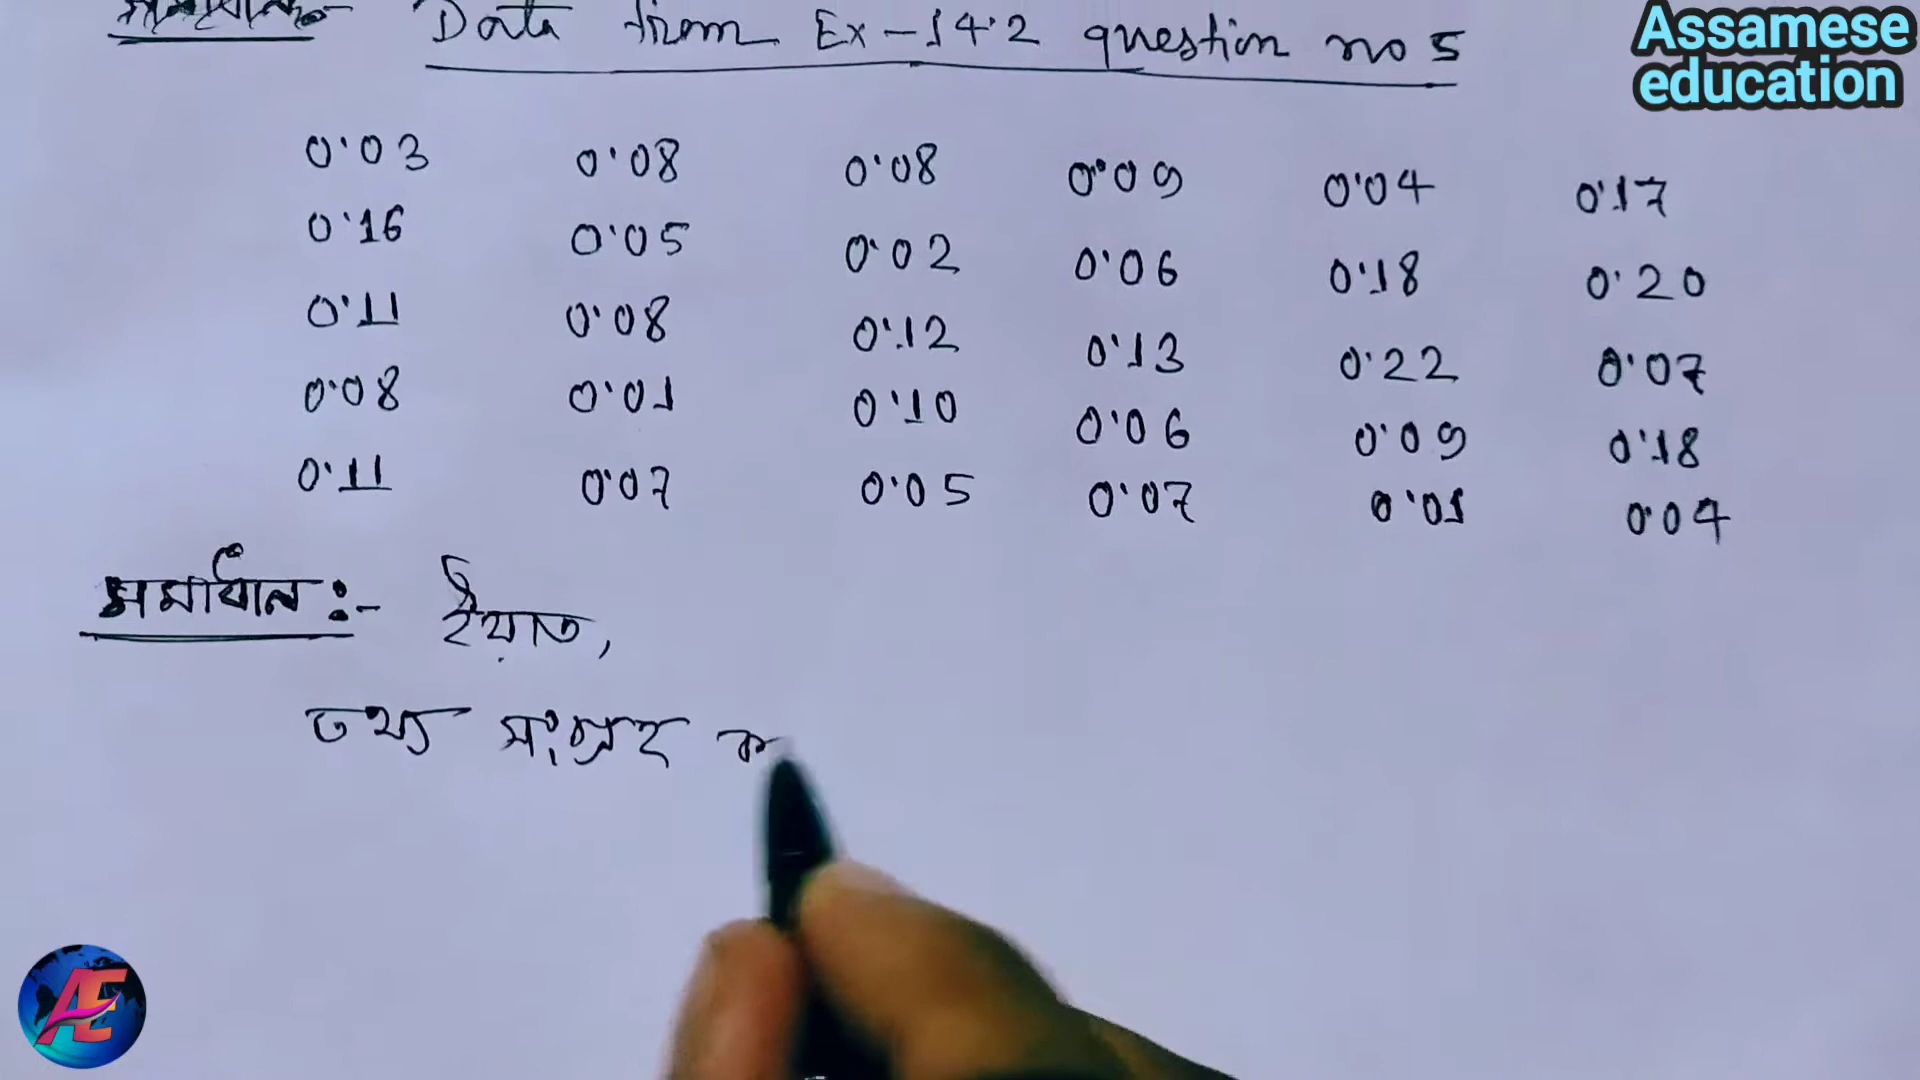 Data from Ex-14.2 question no 5
Assamese
education
0.03 0.08 0.08 0.09 0.04 0.17
0.16 0.05 0.02 0.06 0.18 0.20
0.11 0.08 0.12 0.13 0.22 0.07
0.08 0.01 0.10 0.06 0.09 0.18
0.11 0.07 0.05 0.07 0.01 0.04
সমাধান :- ইয়াত,
তথ্য সংগ্ৰহ ক
AE